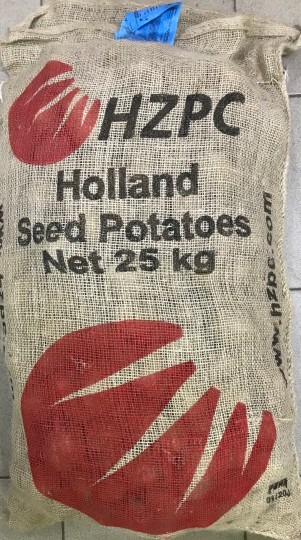 HZPC
Holland
Seed Potatoes
Net 25 kg
www.hzpc.com